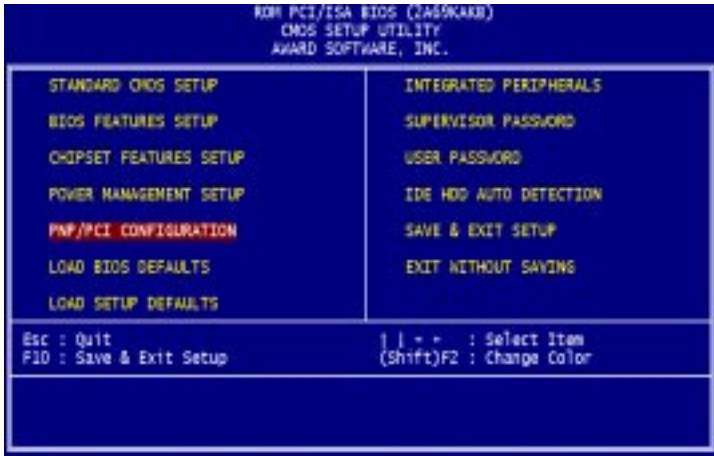 ROM PCI/ISA BIOS (2A69KAKB)
CMOS SETUP UTILITY
AWARD SOFTWARE, INC.
STANDARD CMOS SETUP
BIOS FEATURES SETUP
CHIPSET FEATURES SETUP
POWER MANAGEMENT SETUP
PNP/PCI CONFIGURATION
LOAD BIOS DEFAULTS
LOAD SETUP DEFAULTS
INTEGRATED PERIPHERALS
SUPERVISOR PASSWORD
USER PASSWORD
IDE HDD AUTO DETECTION
SAVE & EXIT SETUP
EXIT WITHOUT SAVING
Esc : Quit
F10 : Save & Exit Setup
: Select Item
(Shift)F2 : Change Color